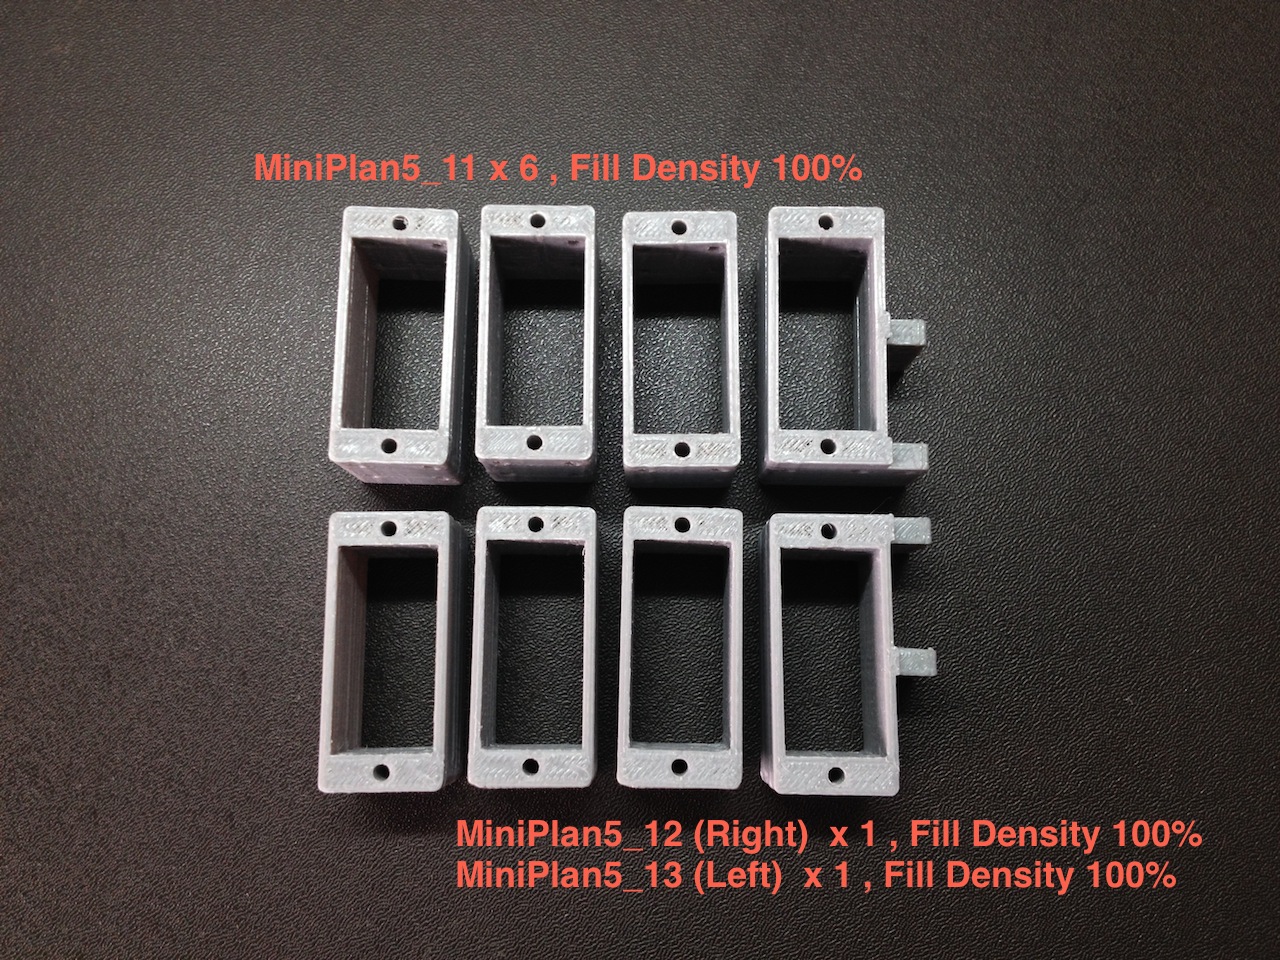 MiniPlan5_11 x 6 , Fill Density 100%
MiniPlan5_12 (Right)  x 1 , Fill Density 100%
MiniPlan5_13 (Left)  x 1 , Fill Density 100%